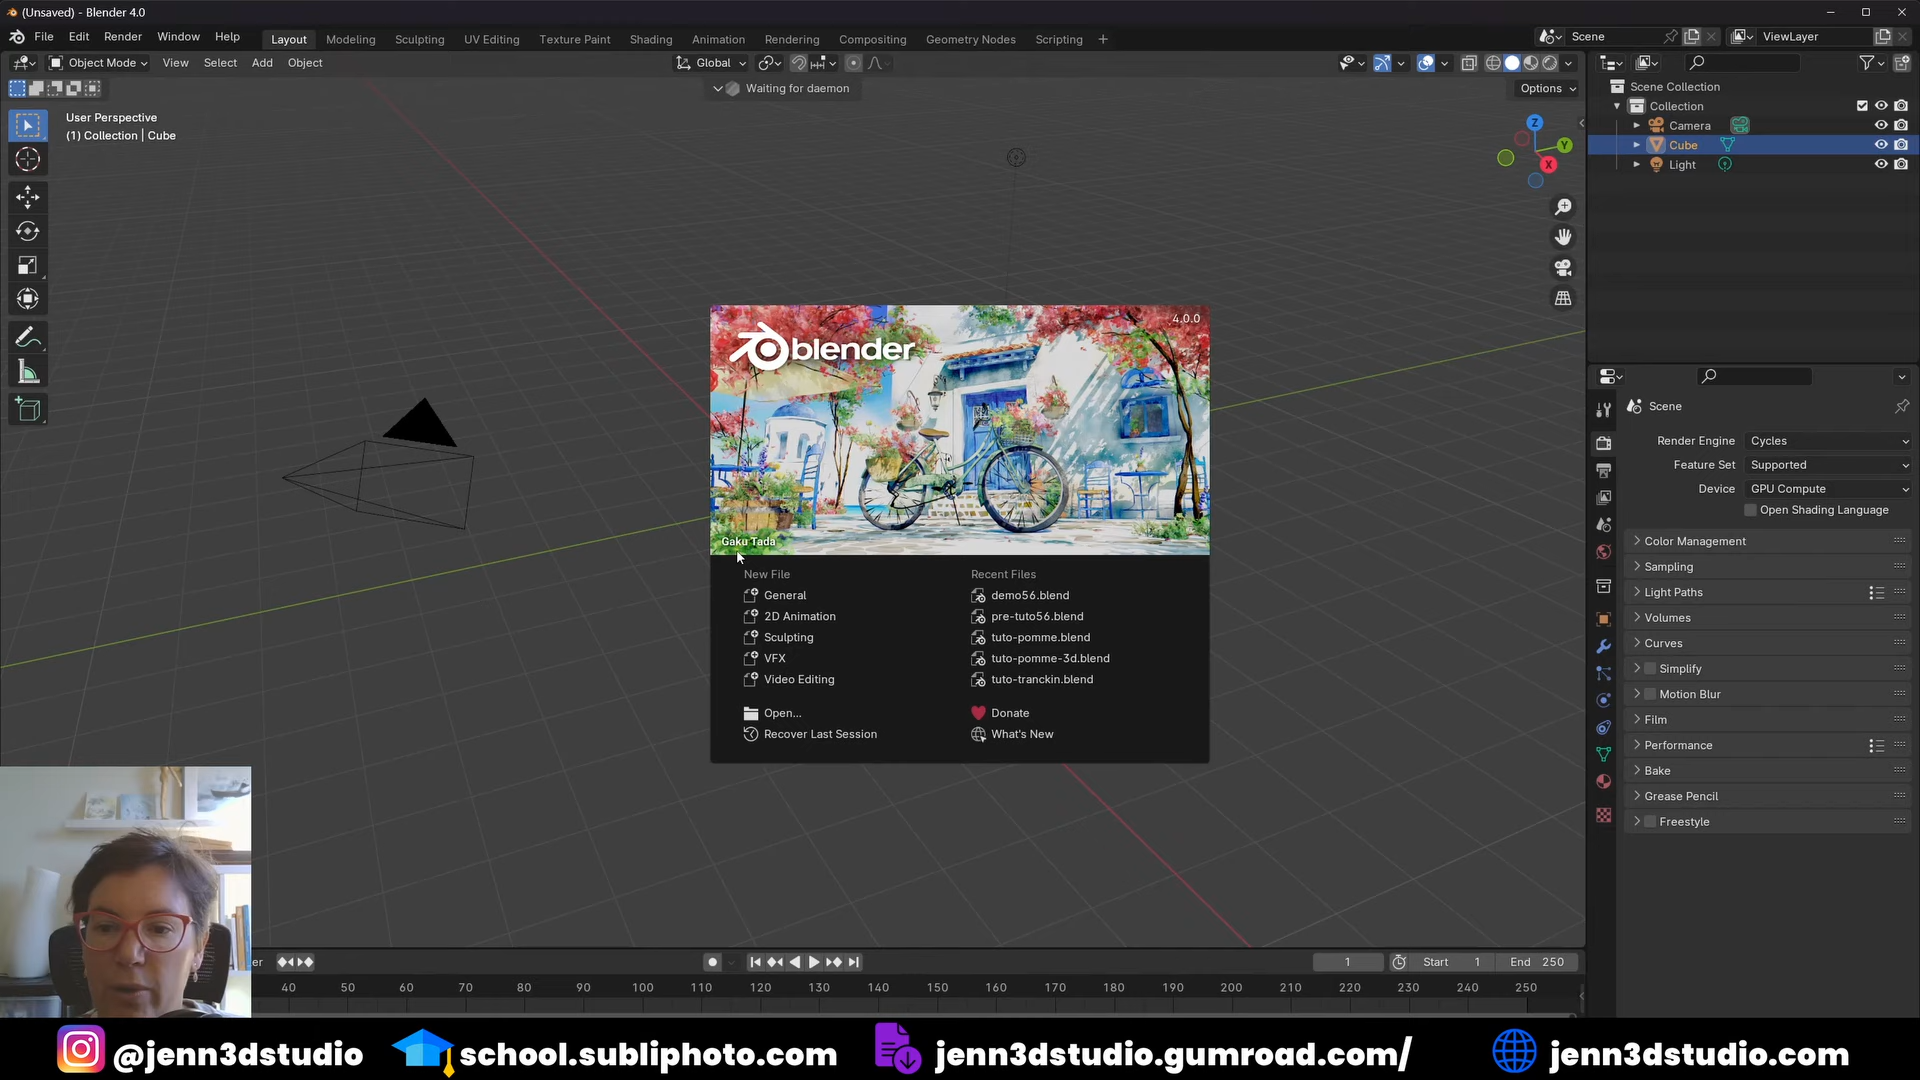 (Unsaved) - Blender 4.0
File Edit Render Window Help
Layout Modeling Sculpting UV Editing Texture Paint Shading Animation Rendering Compositing Geometry Nodes Scripting +
Scene
ViewLayer
Object Mode View Select Add Object
Global
Waiting for daemon
Options
User Perspective
(1) Collection | Cube
Z
Y
X
Scene Collection
Collection
Camera
Cube
Light
Scene
Render Engine Cycles
Feature Set Supported
Device GPU Compute
Open Shading Language
Color Management
Sampling
Light Paths
Volumes
Curves
Simplify
Motion Blur
Film
Performance
Bake
Grease Pencil
Freestyle
blender
4.0.0
Gaku Tada
New File
General
2D Animation
Sculpting
VFX
Video Editing
Open...
Recover Last Session
Recent Files
demo56.blend
pre-tuto56.blend
tuto-pomme.blend
tuto-pomme-3d.blend
tuto-tranckin.blend
Donate
What's New
er
1 Start 1 End 250
40 50 60 70 80 90 100 110 120 130 140 150 160 170 180 190 200 210 220 230 240 250
@jenn3dstudio school.subliphoto.com jenn3dstudio.gumroad.com/ jenn3dstudio.com